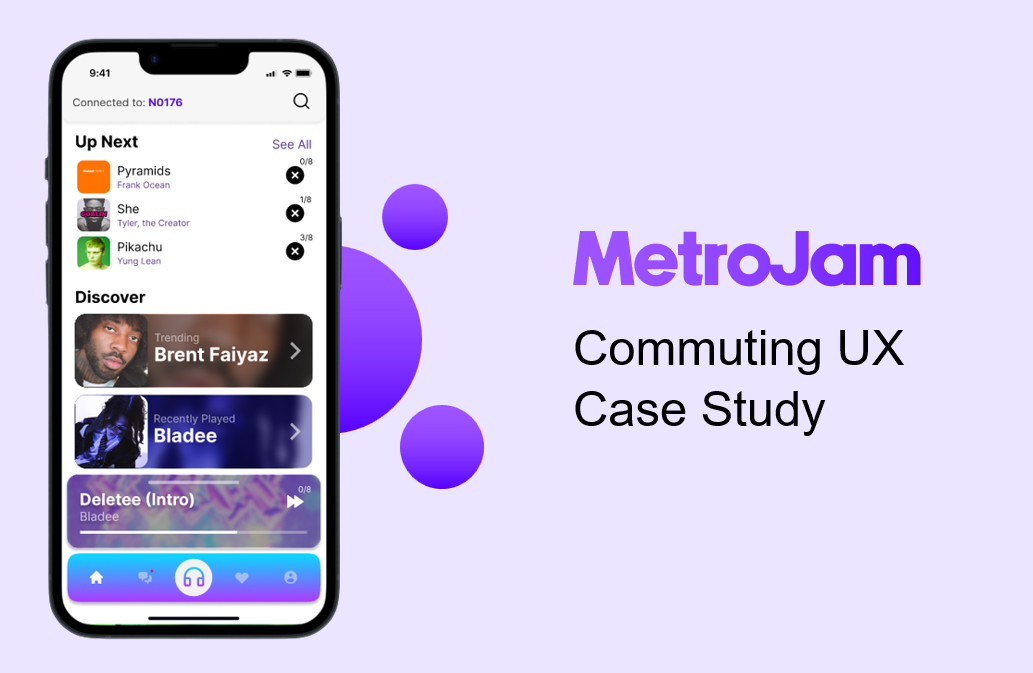 9:41
Connected to: N0176
Up Next
See All
Pyramids
Frank Ocean
0/8
She
Tyler, the Creator
1/8
GOBLIN
Pikachu
Yung Lean
3/8
Discover
Trending
Brent Faiyaz
Recently Played
Bladee
Deletee (Intro)
Bladee
0/8
MetroJam
Commuting UX
Case Study